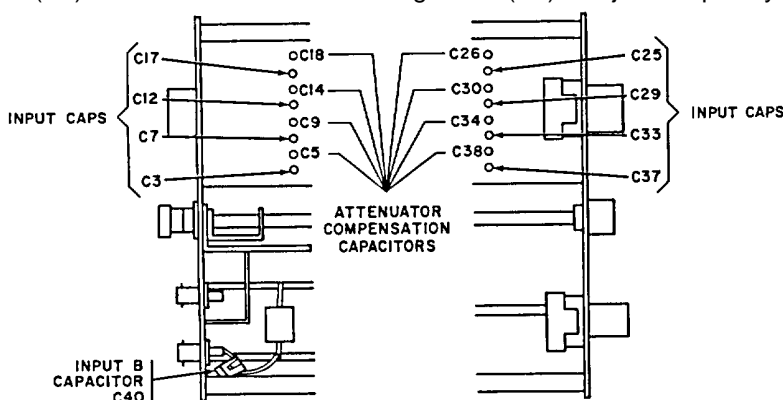 C17
C12
INPUT CAPS
C7
C3
C18
C14
C9
C5
C26
C30
C34
C38
C25
C29
INPUT CAPS
C33
C37
ATTENUATOR
COMPENSATION
CAPACITORS
INPUT B
CAPACITOR
C40